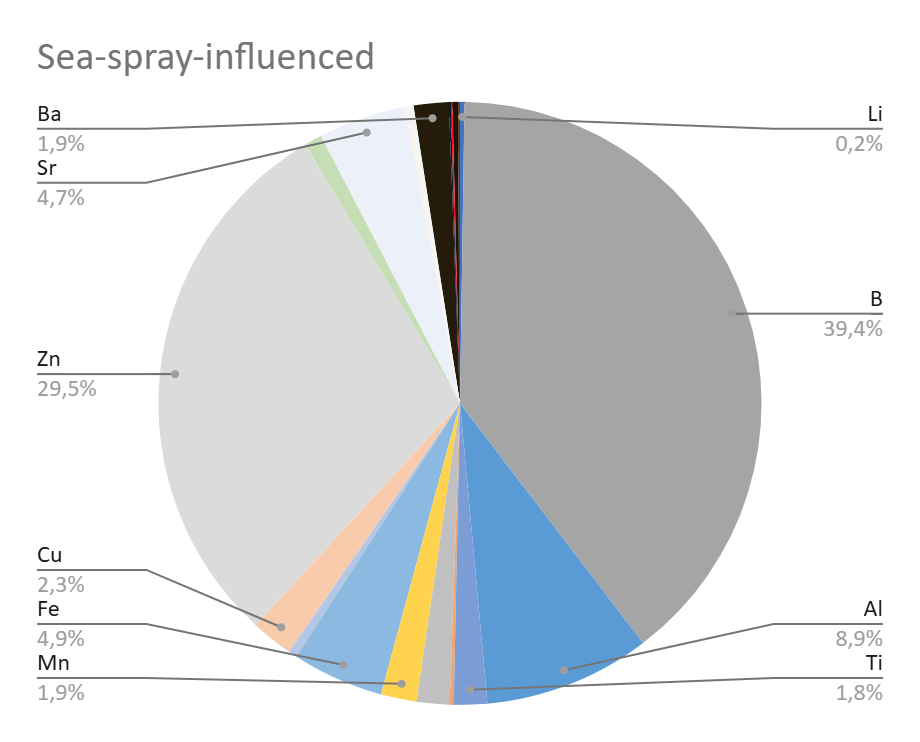 Sea-spray-influenced
Ba
1,9%
Sr
4,7%
Zn
29,5%
Cu
2,3%
Fe
4,9%
Mn
1,9%
Li
0,2%
B
39,4%
Al
8,9%
Ti
1,8%